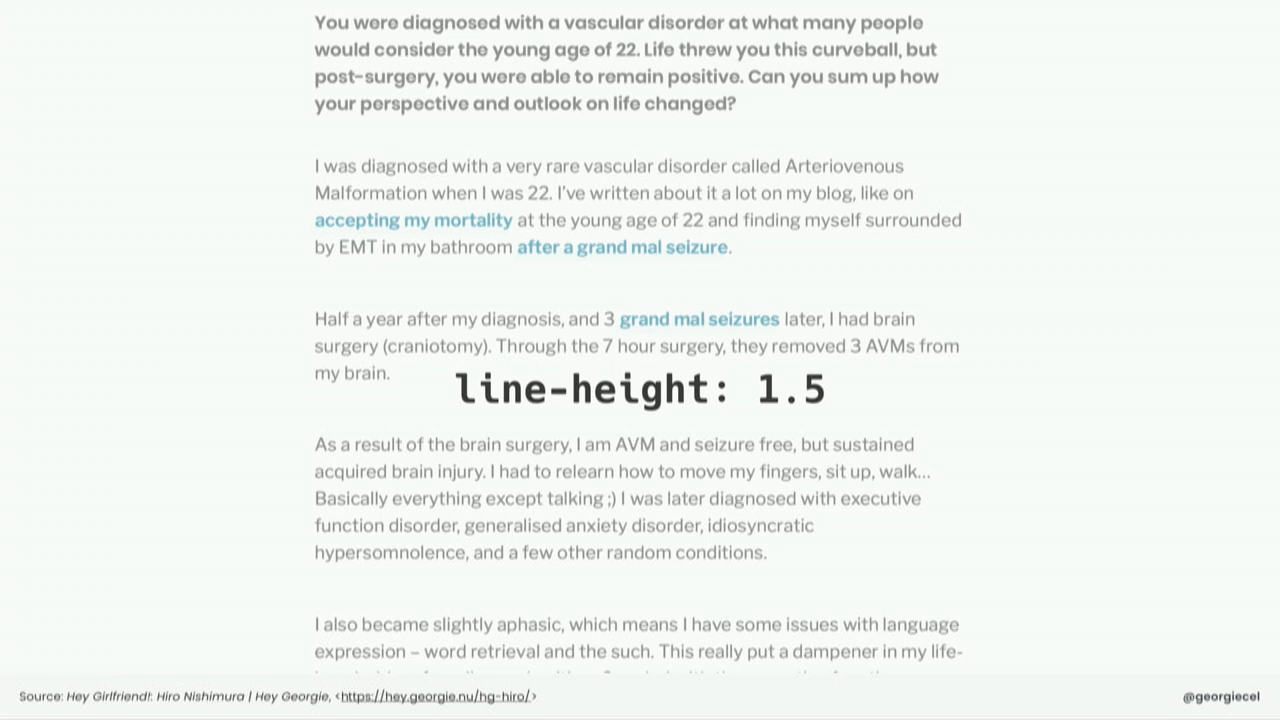 You were diagnosed with a vascular disorder at what many people
would consider the young age of 22. Life threw you this curveball, but
post-surgery, you were able to remain positive. Can you sum up how
your perspective and outlook on life changed?
I was diagnosed with a very rare vascular disorder called Arteriovenous
Malformation when I was 22. I've written about it a lot on my blog, like on
accepting my mortality at the young age of 22 and finding myself surrounded
by EMT in my bathroom after a grand mal seizure.
Half a year after my diagnosis, and 3 grand mal seizures later, I had brain
surgery (craniotomy). Through the 7 hour surgery, they removed 3 AVMs from
my brain.
line-height: 1.5
As a result of the brain surgery, I am AVM and seizure free, but sustained
acquired brain injury. I had to relearn how to move my fingers, sit up, walk...
Basically everything except talking ;) I was later diagnosed with executive
function disorder, generalised anxiety disorder, idiosyncratic
hypersomnolence, and a few other random conditions.
I also became slightly aphasic, which means I have some issues with language
expression – word retrieval and the such. This really put a dampener in my life-
Source: Hey Girlfriend!: Hiro Nishimura | Hey Georgie, <https://hey.georgie.nu/hg-hiro/>
@georgiecel